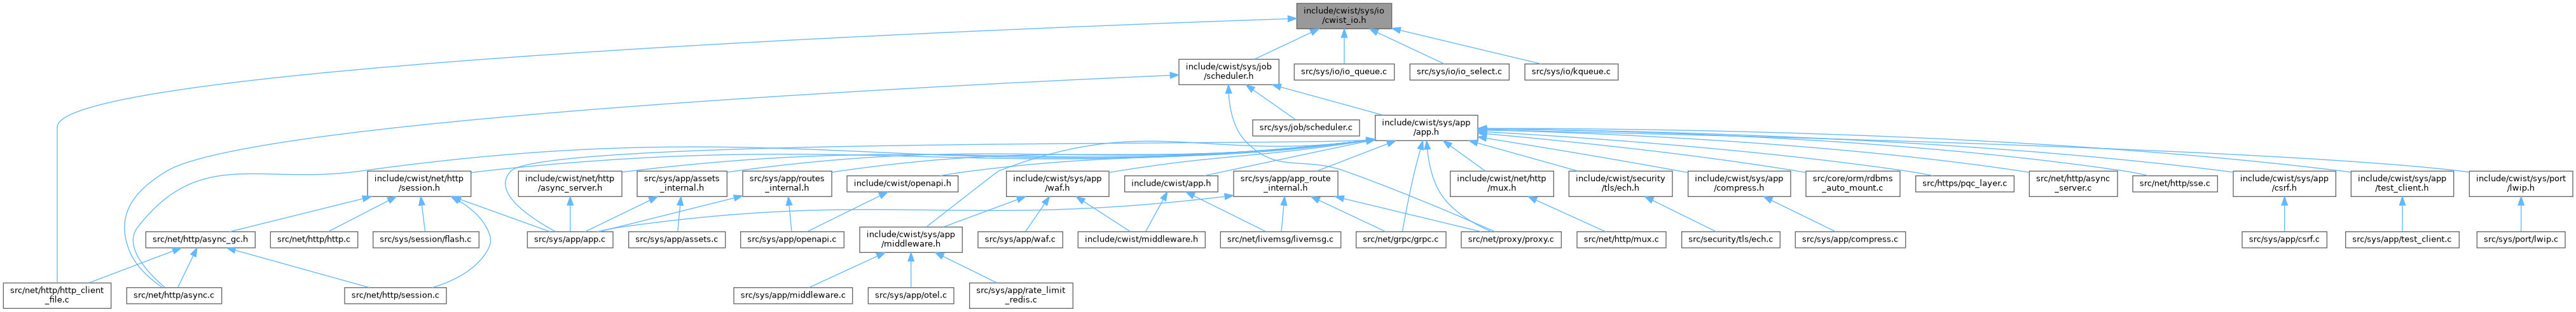 include/cwist/sys/io
/cwist_io.h
include/cwist/sys/job
/scheduler.h
src/sys/io/io_queue.c
src/sys/io/io_select.c
src/sys/io/kqueue.c
src/sys/job/scheduler.c
include/cwist/sys/app
/app.h
include/cwist/net/http
/session.h
include/cwist/net/http
/async_server.h
src/sys/app/assets
_internal.h
src/sys/app/routes
_internal.h
include/cwist/openapi.h
include/cwist/sys/app
/waf.h
include/cwist/app.h
src/sys/app/app_route
_internal.h
include/cwist/net/http
/mux.h
include/cwist/security
/tls/ech.h
include/cwist/sys/app
/compress.h
src/core/orm/rdbms
_auto_mount.c
src/https/pqc_layer.c
src/net/http/async
_server.c
src/net/http/sse.c
include/cwist/sys/app
/csrf.h
include/cwist/sys/app
/test_client.h
include/cwist/sys/port
/lwip.h
src/net/http/async_gc.h
src/net/http/http.c
src/sys/session/flash.c
src/sys/app/app.c
src/sys/app/assets.c
src/sys/app/openapi.c
include/cwist/sys/app
/middleware.h
src/sys/app/waf.c
include/cwist/middleware.h
src/net/livemsg/livemsg.c
src/net/grpc/grpc.c
src/net/proxy/proxy.c
src/net/http/mux.c
src/security/tls/ech.c
src/sys/app/compress.c
src/sys/app/csrf.c
src/sys/app/test_client.c
src/sys/port/lwip.c
src/net/http/http_client
_file.c
src/net/http/async.c
src/net/http/session.c
src/sys/app/middleware.c
src/sys/app/otel.c
src/sys/app/rate_limit
_redis.c